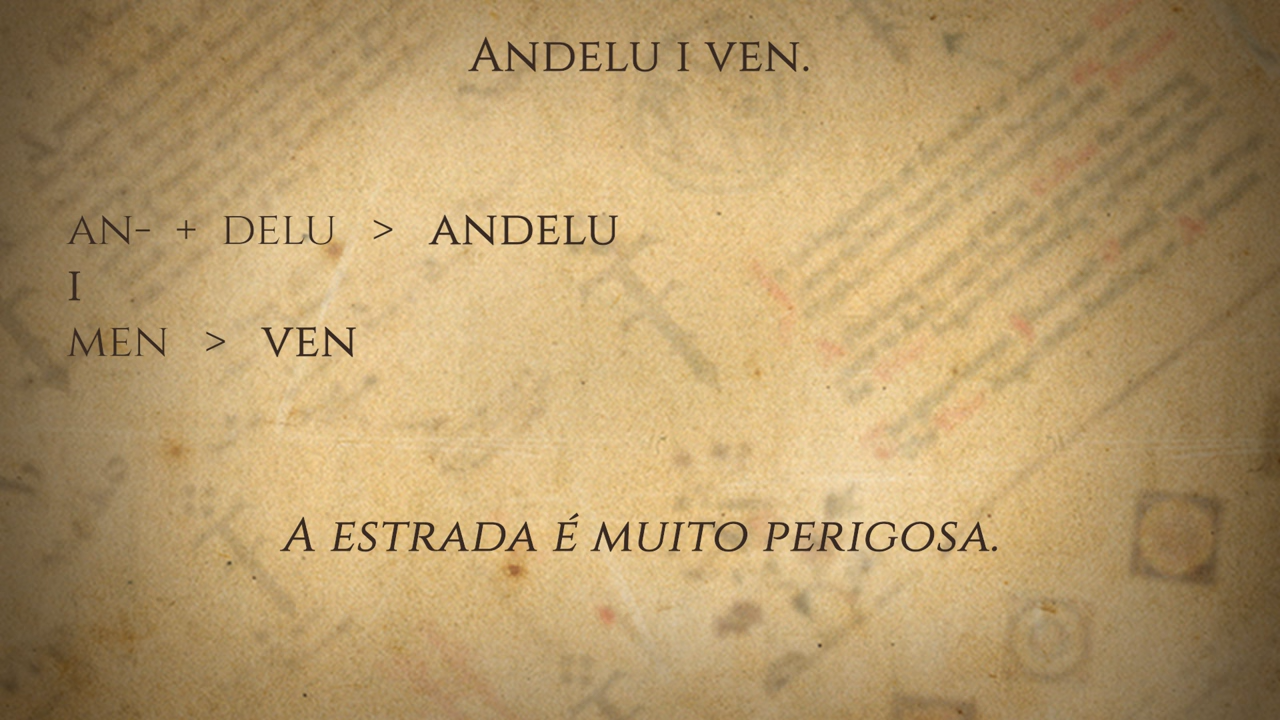 Andelu i ven.
an- + delu > andelu
i
men > ven
A estrada é muito perigosa.